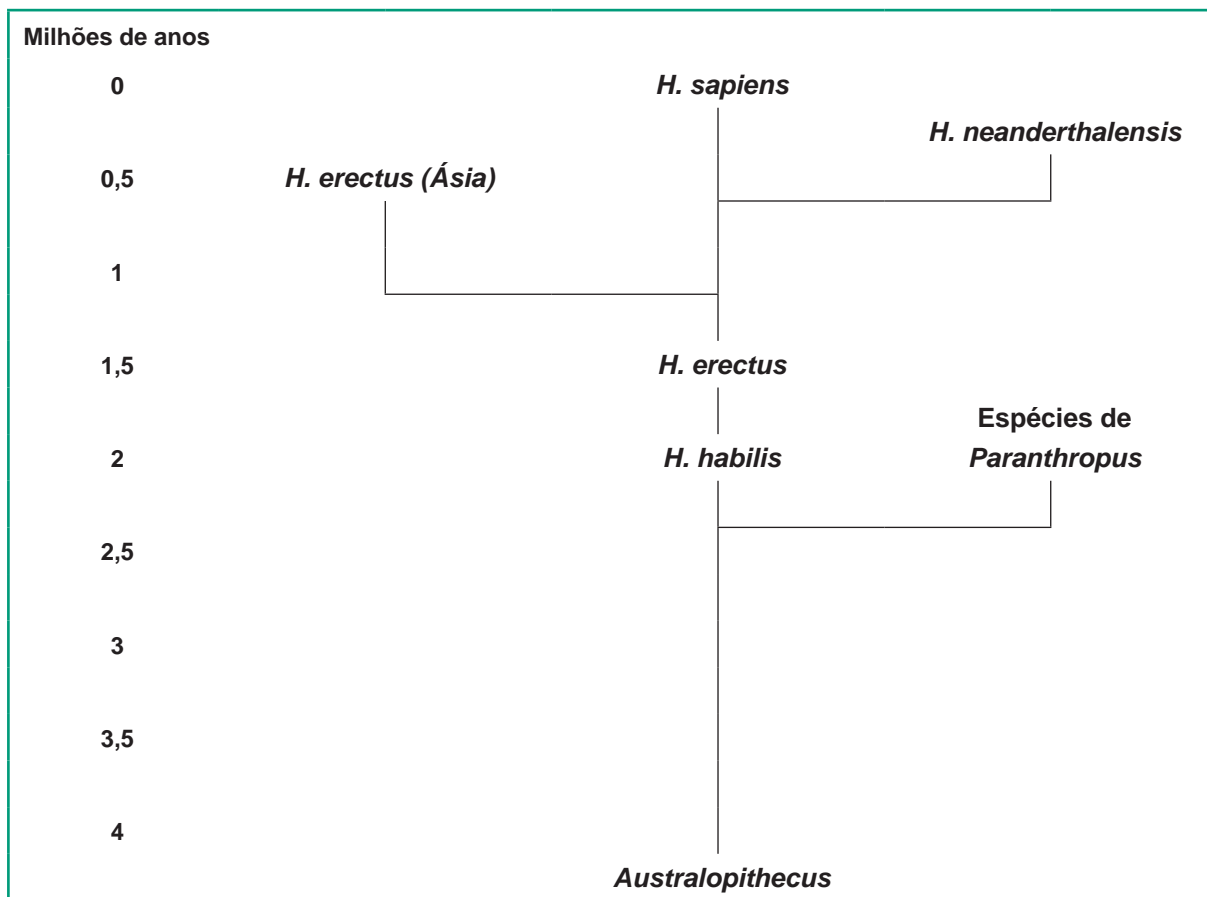 Milhões de anos
0 H. sapiens
H. neanderthalensis
0,5 H. erectus (Ásia)
1
1,5 H. erectus
Espécies de
2 H. habilis Paranthropus
2,5
3
3,5
4
Australopithecus